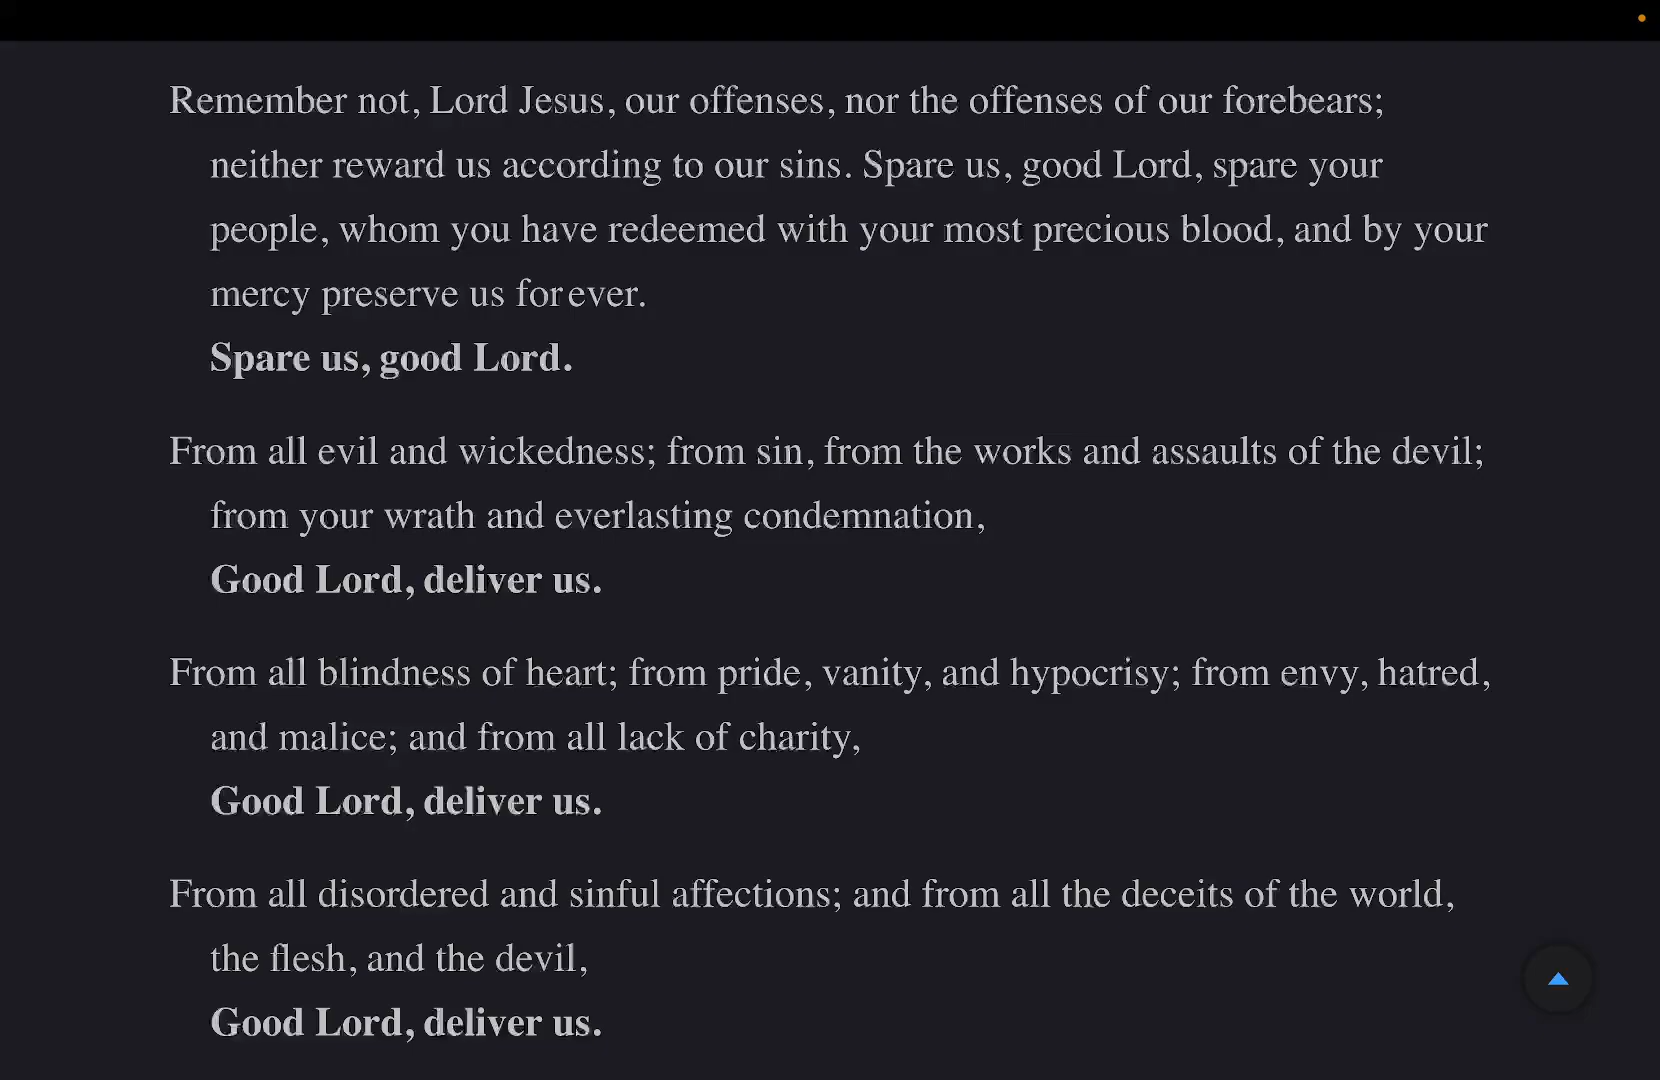 Remember not, Lord Jesus, our offenses, nor the offenses of our forebears;
neither reward us according to our sins. Spare us, good Lord, spare your
people, whom you have redeemed with your most precious blood, and by your
mercy preserve us for ever.
Spare us, good Lord.
From all evil and wickedness; from sin, from the works and assaults of the devil;
from your wrath and everlasting condemnation,
Good Lord, deliver us.
From all blindness of heart; from pride, vanity, and hypocrisy; from envy, hatred,
and malice; and from all lack of charity,
Good Lord, deliver us.
From all disordered and sinful affections; and from all the deceits of the world,
the flesh, and the devil,
Good Lord, deliver us.